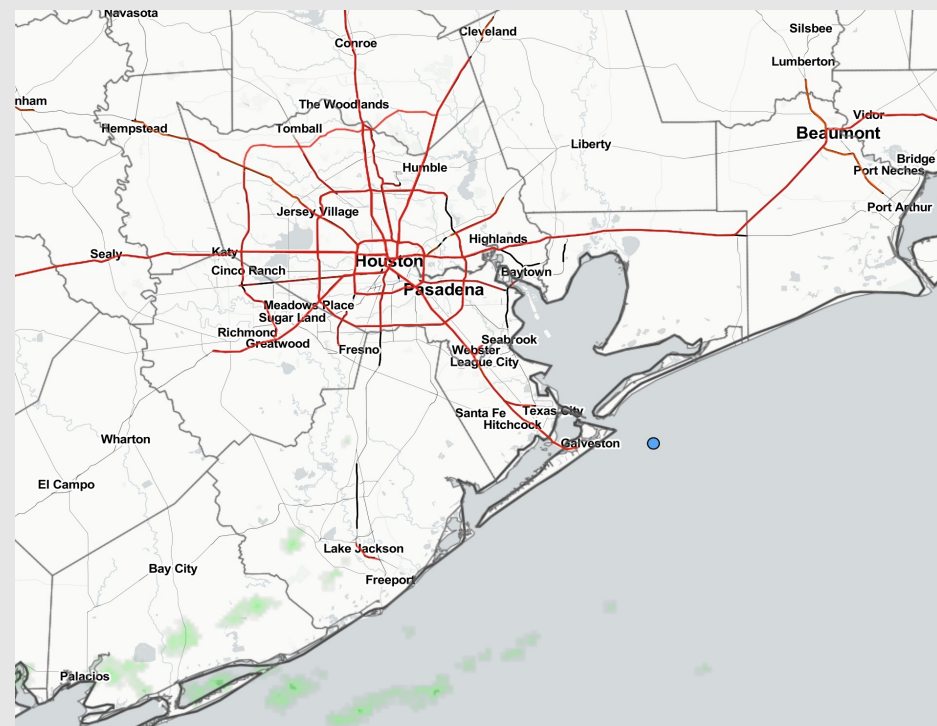 Navasota
Cleveland
Conroe
Silsbee
Lumberton
nham
The Woodlands
Hempstead
Tomball
Vidor
Beaumont
Liberty
Humble
Bridge
Port Neches
Jersey Village
Port Arthur
Highlands
Sealy
Katy
Houston
Cinco Ranch
Baytown
Pasadena
Meadows Place
Sugar Land
Richmond
Greatwood
Seabrook
Fresno
Webster
League City
Santa Fe
Texas City
Hitchcock
Galveston
Wharton
El Campo
Lake Jackson
Bay City
Freeport
Palacios